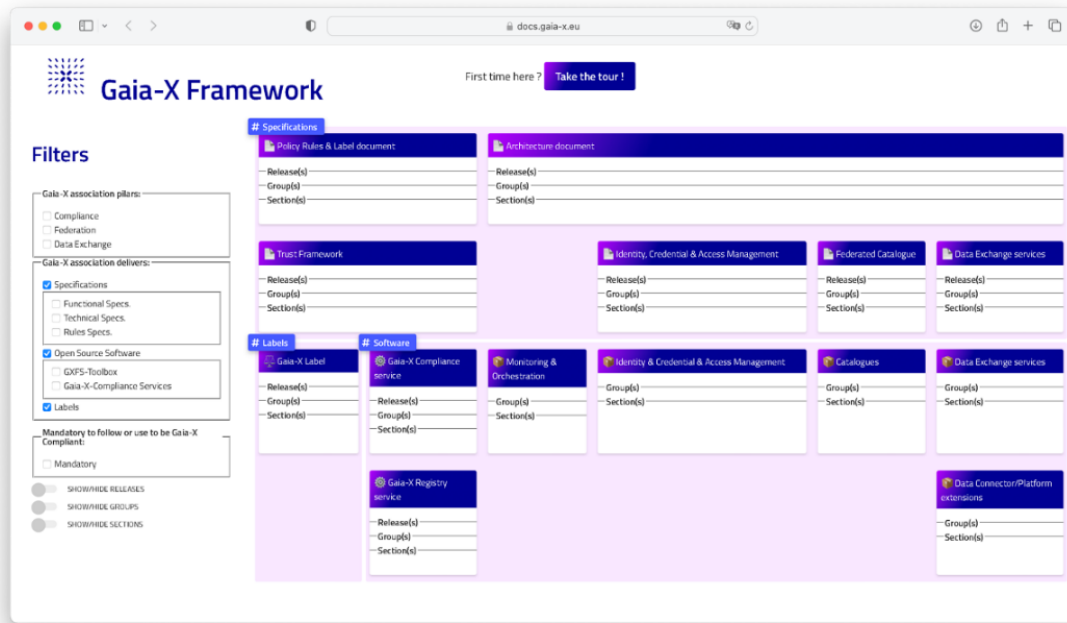 docs.gaia-x.eu
Gaia-X Framework
First time here ? Take the tour !
Filters
Gaia-X association pilars:
Compliance
Federation
Data Exchange
Gaia-X association delivers:
Specifications
Functional Specs.
Technical Specs.
Rules Specs.
Open Source Software
GXFS-Toolbox
Gaia-X-Compliance Services
Labels
Mandatory to follow or use to be Gaia-X
Compliant:
Mandatory
SHOW/HIDE RELEASES
SHOW/HIDE GROUPS
SHOW/HIDE SECTIONS
# Specifications
Policy Rules & Label document
Release(s)
Group(s)
Section(s)
Architecture document
Release(s)
Group(s)
Section(s)
Trust Framework
Release(s)
Group(s)
Section(s)
Identity, Credential & Access Management
Release(s)
Group(s)
Section(s)
Federated Catalogue
Release(s)
Group(s)
Section(s)
Data Exchange services
Release(s)
Group(s)
Section(s)
# Labels
Gaia-X Label
Release(s)
Group(s)
Section(s)
# Software
Gaia-X Compliance
service
Release(s)
Group(s)
Section(s)
Monitoring &
Orchestration
Group(s)
Section(s)
Identity & Credential & Access Management
Group(s)
Section(s)
Catalogues
Group(s)
Section(s)
Data Exchange services
Group(s)
Section(s)
Gaia-X Registry
service
Release(s)
Group(s)
Section(s)
Data Connector/Platform
extensions
Group(s)
Section(s)